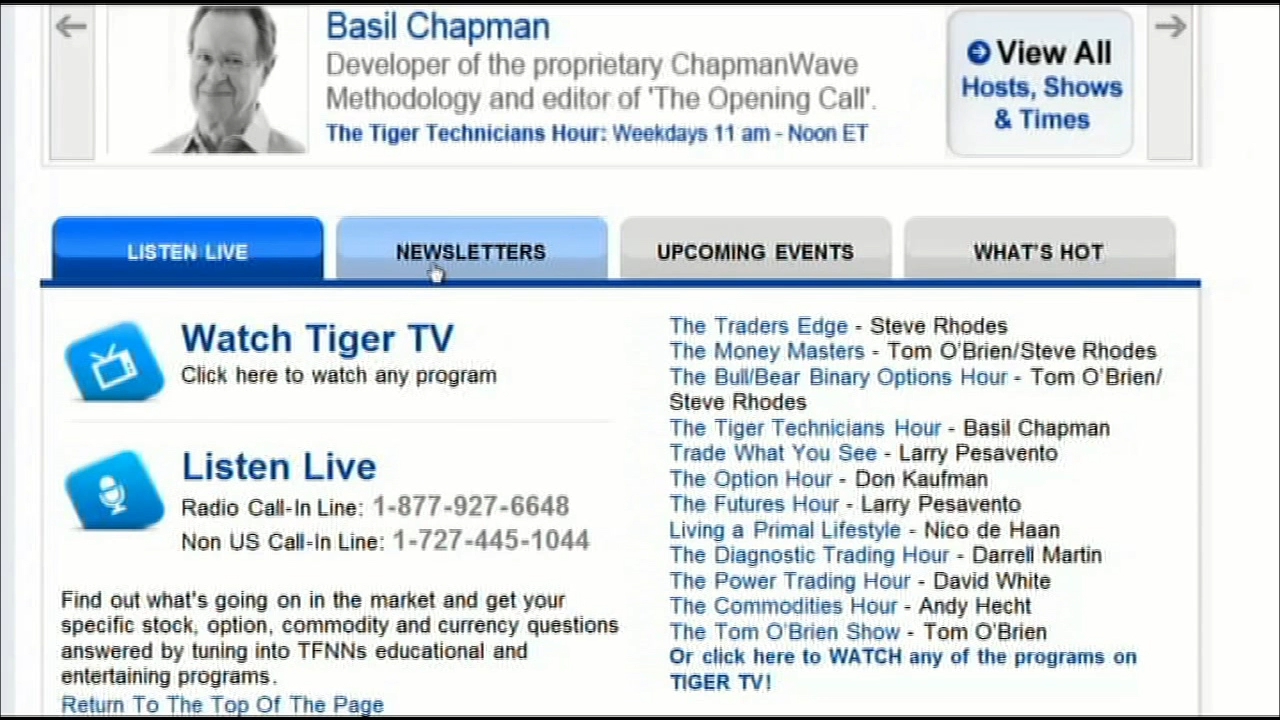 Basil Chapman
Developer of the proprietary ChapmanWave
Methodology and editor of 'The Opening Call'.
The Tiger Technicians Hour: Weekdays 11 am - Noon ET
View All
Hosts, Shows
& Times
LISTEN LIVE
NEWSLETTERS
UPCOMING EVENTS
WHAT'S HOT
Watch Tiger TV
Click here to watch any program
Listen Live
Radio Call-In Line: 1-877-927-6648
Non US Call-In Line: 1-727-445-1044
Find out what's going on in the market and get your
specific stock, option, commodity and currency questions
answered by tuning into TFNNs educational and
entertaining programs.
Return To The Top Of The Page
The Traders Edge - Steve Rhodes
The Money Masters - Tom O'Brien/Steve Rhodes
The Bull/Bear Binary Options Hour - Tom O'Brien/
Steve Rhodes
The Tiger Technicians Hour - Basil Chapman
Trade What You See - Larry Pesavento
The Option Hour - Don Kaufman
The Futures Hour - Larry Pesavento
Living a Primal Lifestyle - Nico de Haan
The Diagnostic Trading Hour - Darrell Martin
The Power Trading Hour - David White
The Commodities Hour - Andy Hecht
The Tom O'Brien Show - Tom O'Brien
Or click here to WATCH any of the programs on
TIGER TV!